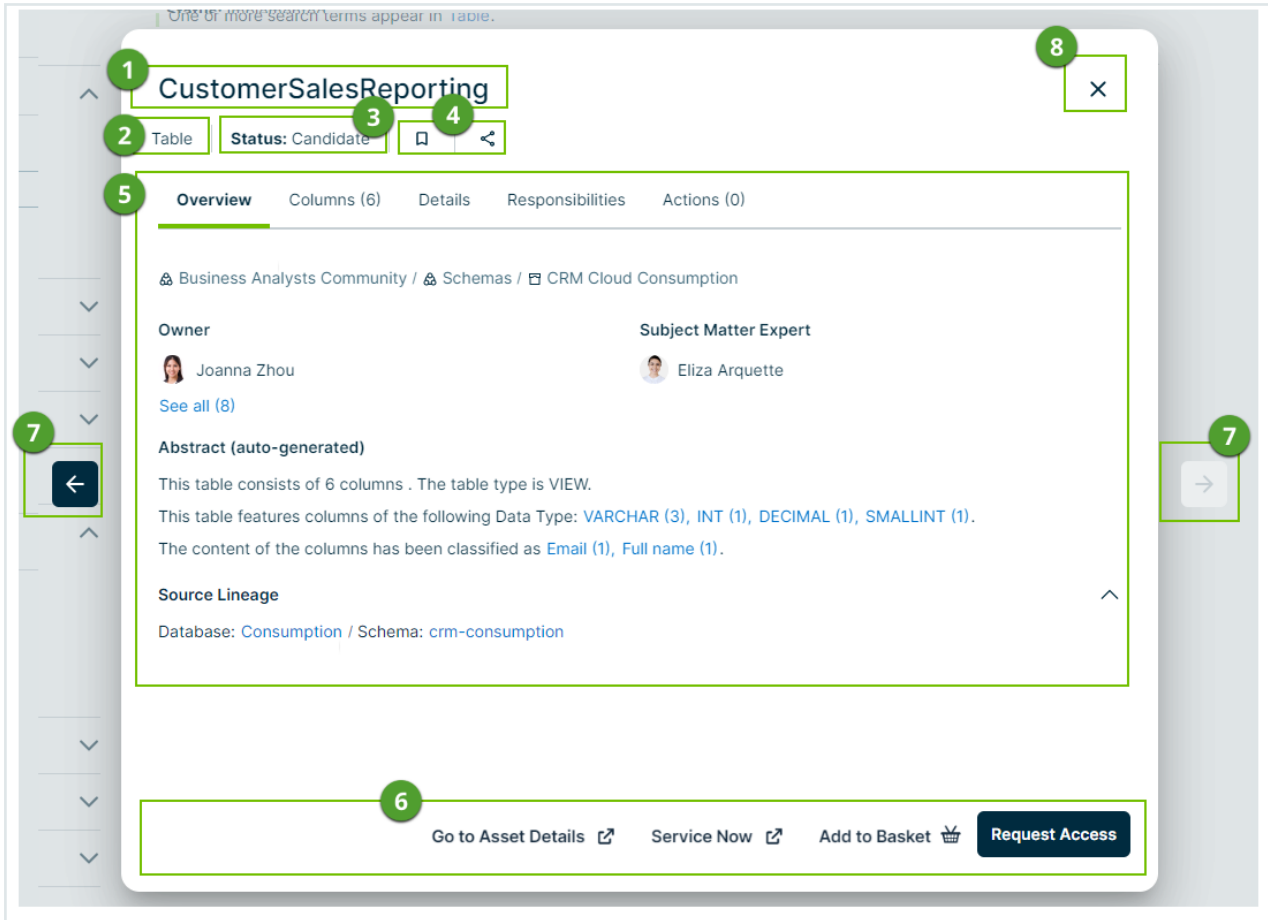 One or more search terms appear in Table.
8
1
CustomerSalesReporting
3
4
2
Table
Status: Candidate
5
Overview
Columns (6)
Details
Responsibilities
Actions (0)
Business Analysts Community / Schemas / CRM Cloud Consumption
Owner
Subject Matter Expert
Joanna Zhou
Eliza Arquette
See all (8)
7
7
Abstract (auto-generated)
This table consists of 6 columns . The table type is VIEW.
This table features columns of the following Data Type: VARCHAR (3), INT (1), DECIMAL (1), SMALLINT (1).
The content of the columns has been classified as Email (1), Full name (1).
Source Lineage
Database: Consumption / Schema: crm-consumption
6
Go to Asset Details
Service Now
Add to Basket
Request Access